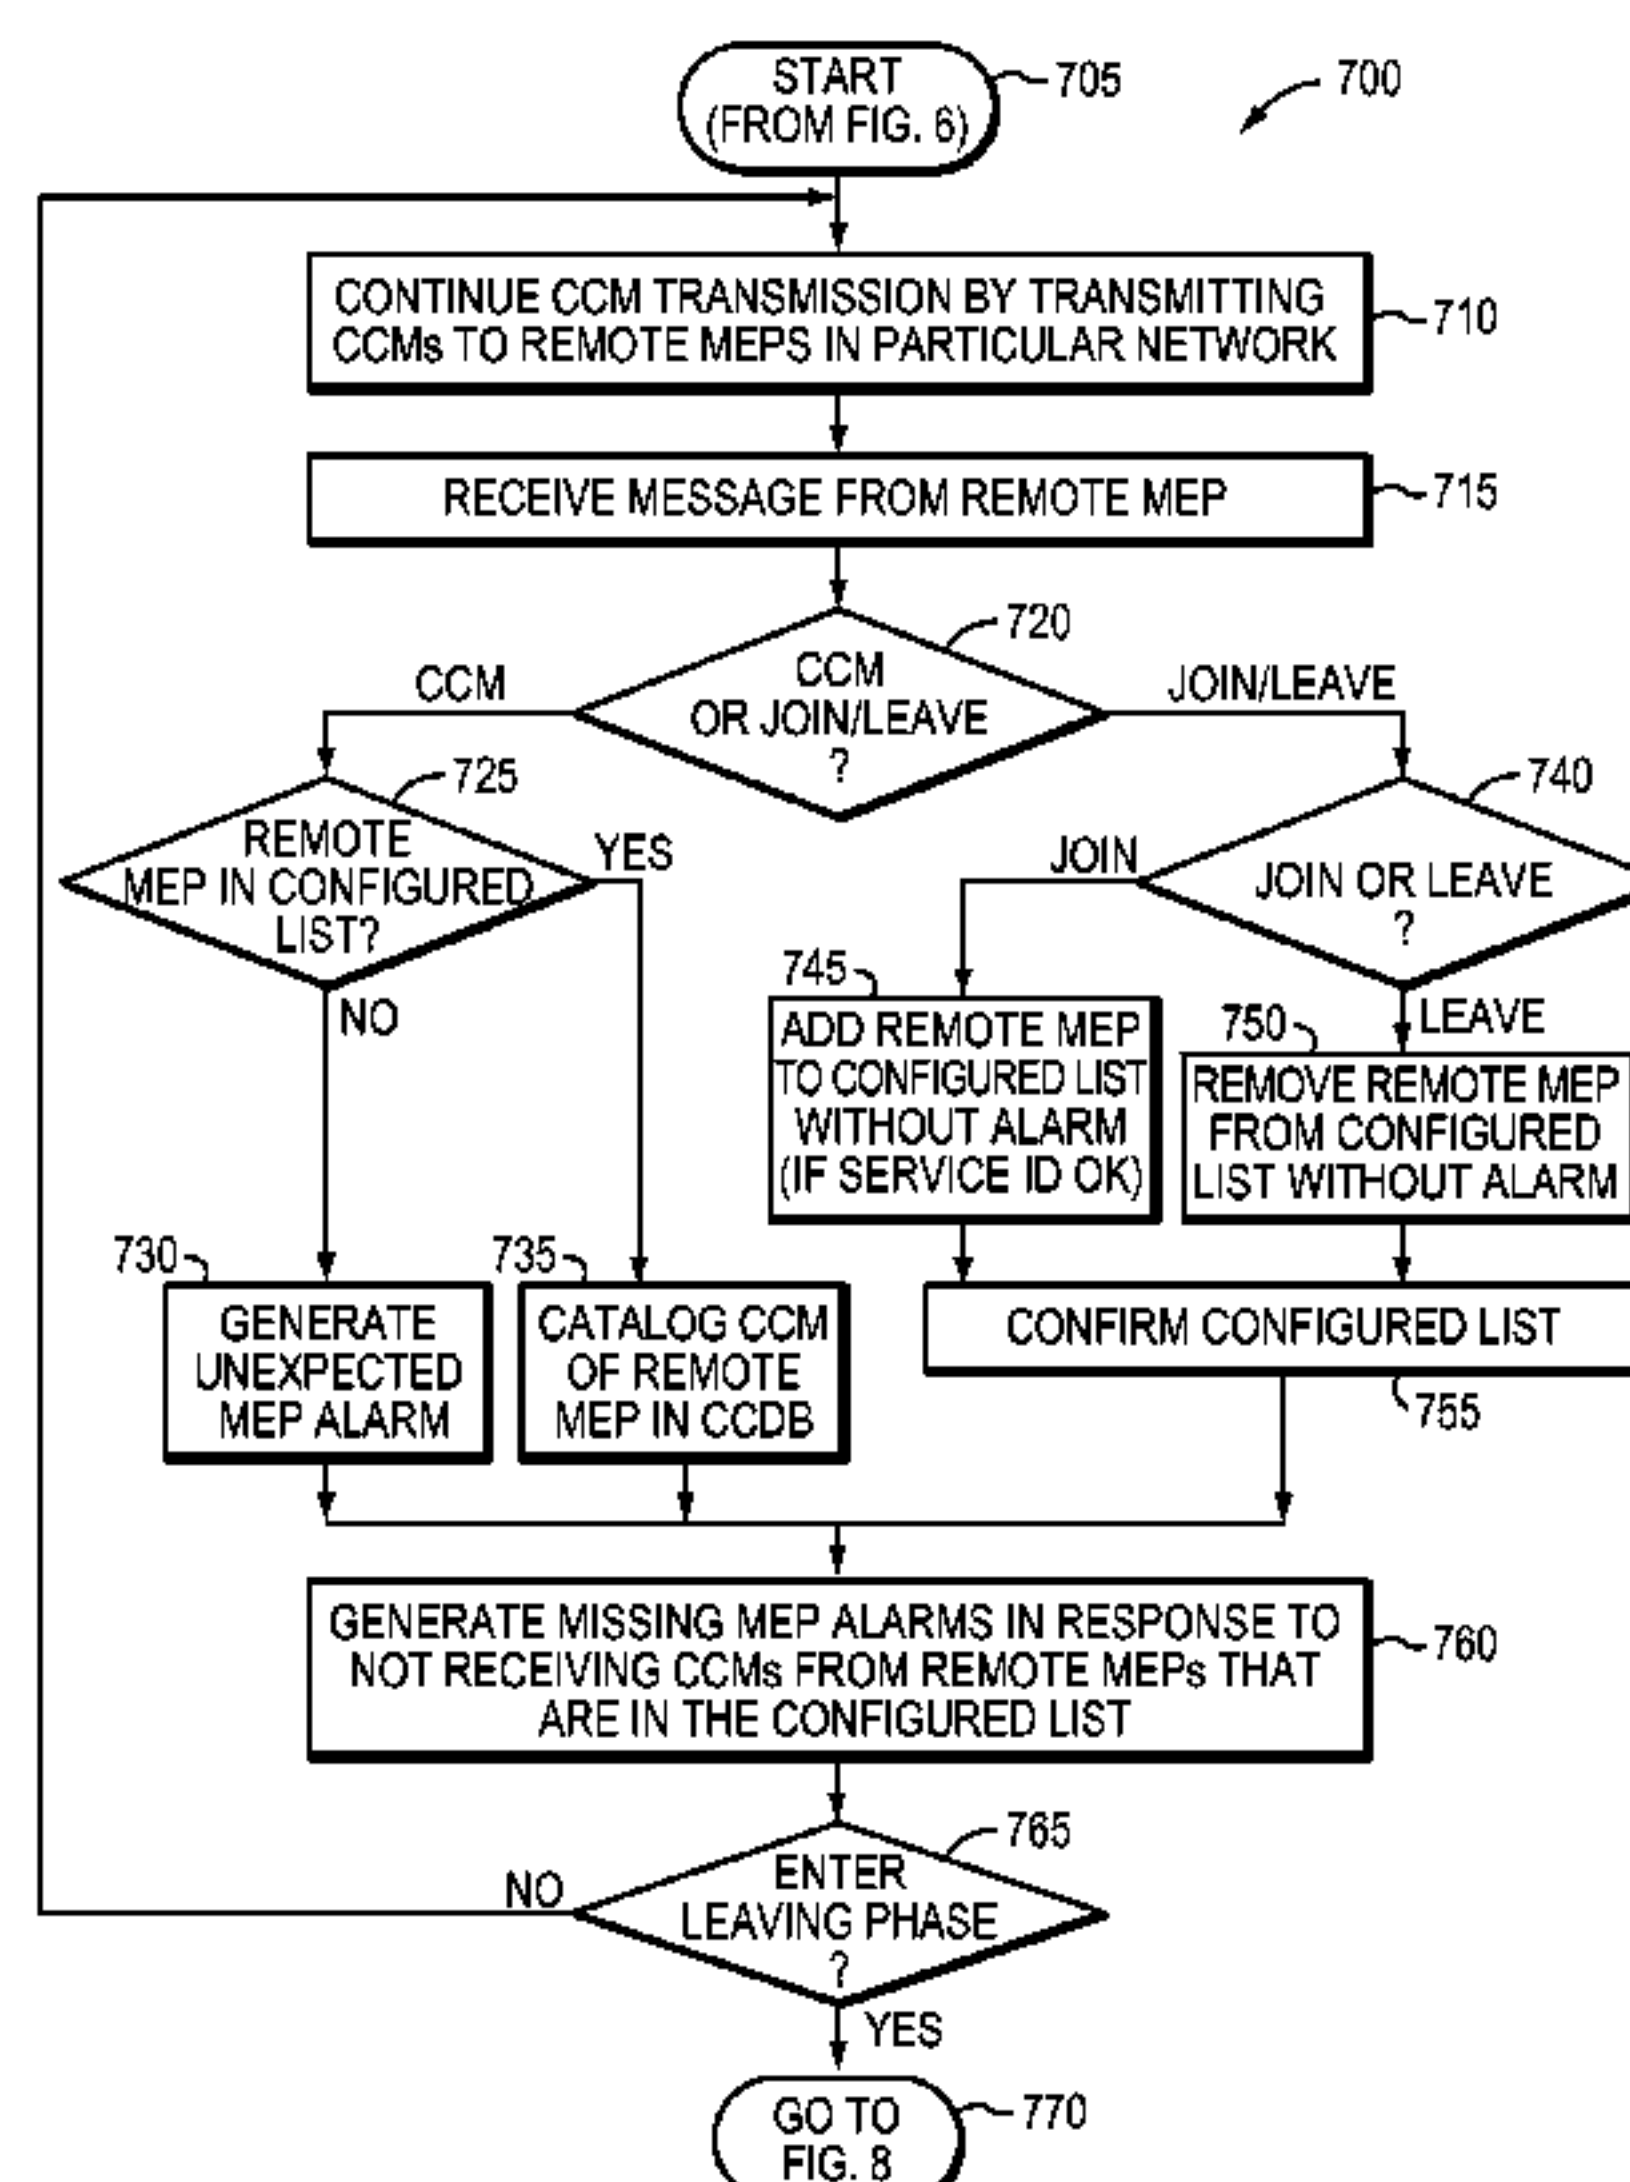 START
(FROM FIG. 6)
705
700
CONTINUE CCM TRANSMISSION BY TRANSMITTING
CCMs TO REMOTE MEPS IN PARTICULAR NETWORK
710
RECEIVE MESSAGE FROM REMOTE MEP
715
720
CCM
OR JOIN/LEAVE
?
CCM
JOIN/LEAVE
725
REMOTE
MEP IN CONFIGURED
LIST?
YES
NO
740
JOIN OR LEAVE
?
JOIN
LEAVE
745
ADD REMOTE MEP
TO CONFIGURED LIST
WITHOUT ALARM
(IF SERVICE ID OK)
750
REMOVE REMOTE MEP
FROM CONFIGURED
LIST WITHOUT ALARM
730
GENERATE
UNEXPECTED
MEP ALARM
735
CATALOG CCM
OF REMOTE
MEP IN CCDB
CONFIRM CONFIGURED LIST
755
GENERATE MISSING MEP ALARMS IN RESPONSE TO
NOT RECEIVING CCMs FROM REMOTE MEPs THAT
ARE IN THE CONFIGURED LIST
760
765
ENTER
LEAVING PHASE
?
NO
YES
GO TO
FIG. 8
770